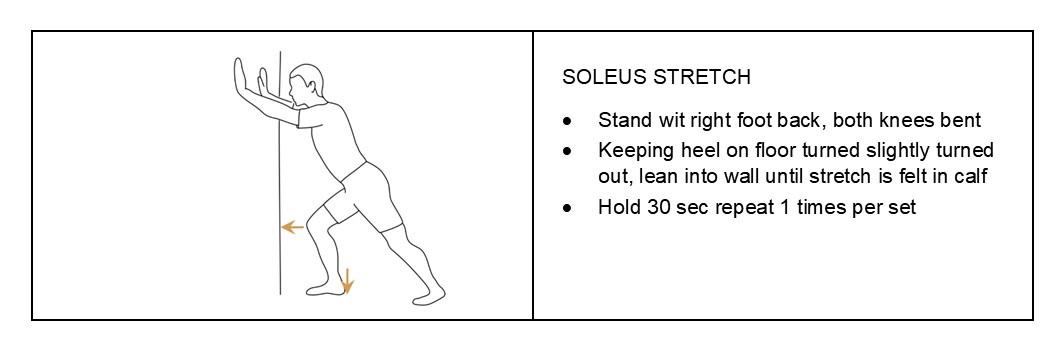 SOLEUS STRETCH
• Stand wit right foot back, both knees bent
• Keeping heel on floor turned slightly turned
out, lean into wall until stretch is felt in calf
• Hold 30 sec repeat 1 times per set